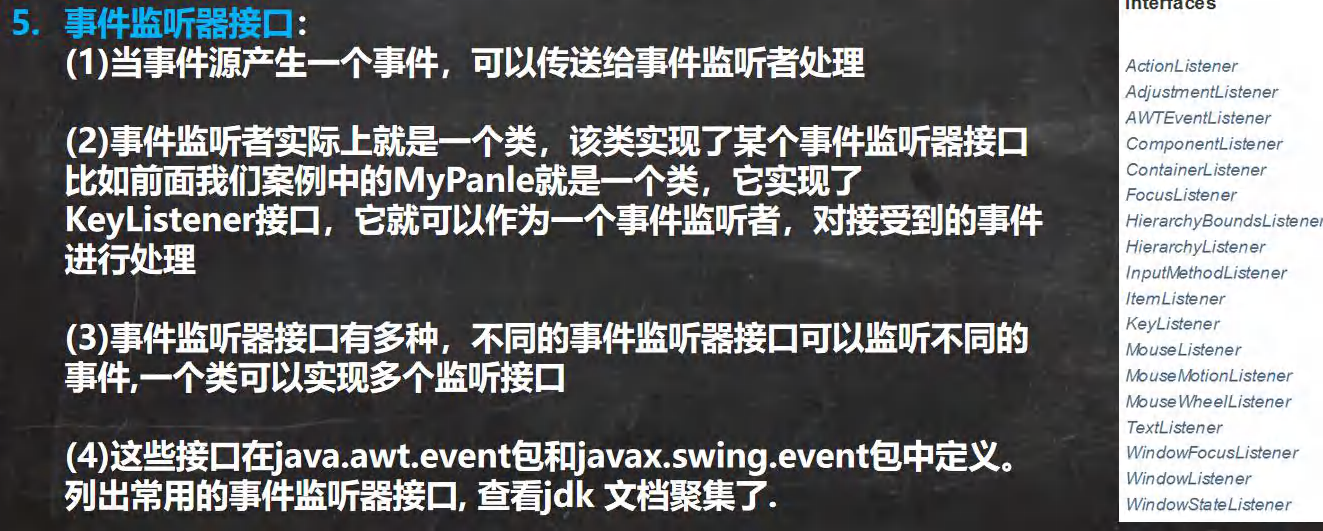 5. 事件监听器接口：
(1)当事件源产生一个事件，可以传送给事件监听者处理
(2)事件监听者实际上就是一个类，该类实现了某个事件监听器接口
比如前面我们案例中的MyPanle就是一个类，它实现了
KeyListener接口，它就可以作为一个事件监听者，对接受到的事件
进行处理
(3)事件监听器接口有多种，不同的事件监听器接口可以监听不同的
事件,一个类可以实现多个监听接口
(4)这些接口在java.awt.event包和javax.swing.event包中定义。
列出常用的事件监听器接口, 查看jdk 文档聚集了.
Interfaces
ActionListener
AdjustmentListener
AWTEventListener
ComponentListener
ContainerListener
FocusListener
HierarchyBoundsListener
HierarchyListener
InputMethodListener
ItemListener
KeyListener
MouseListener
MouseMotionListener
MouseWheelListener
TextListener
WindowFocusListener
WindowListener
WindowStateListener